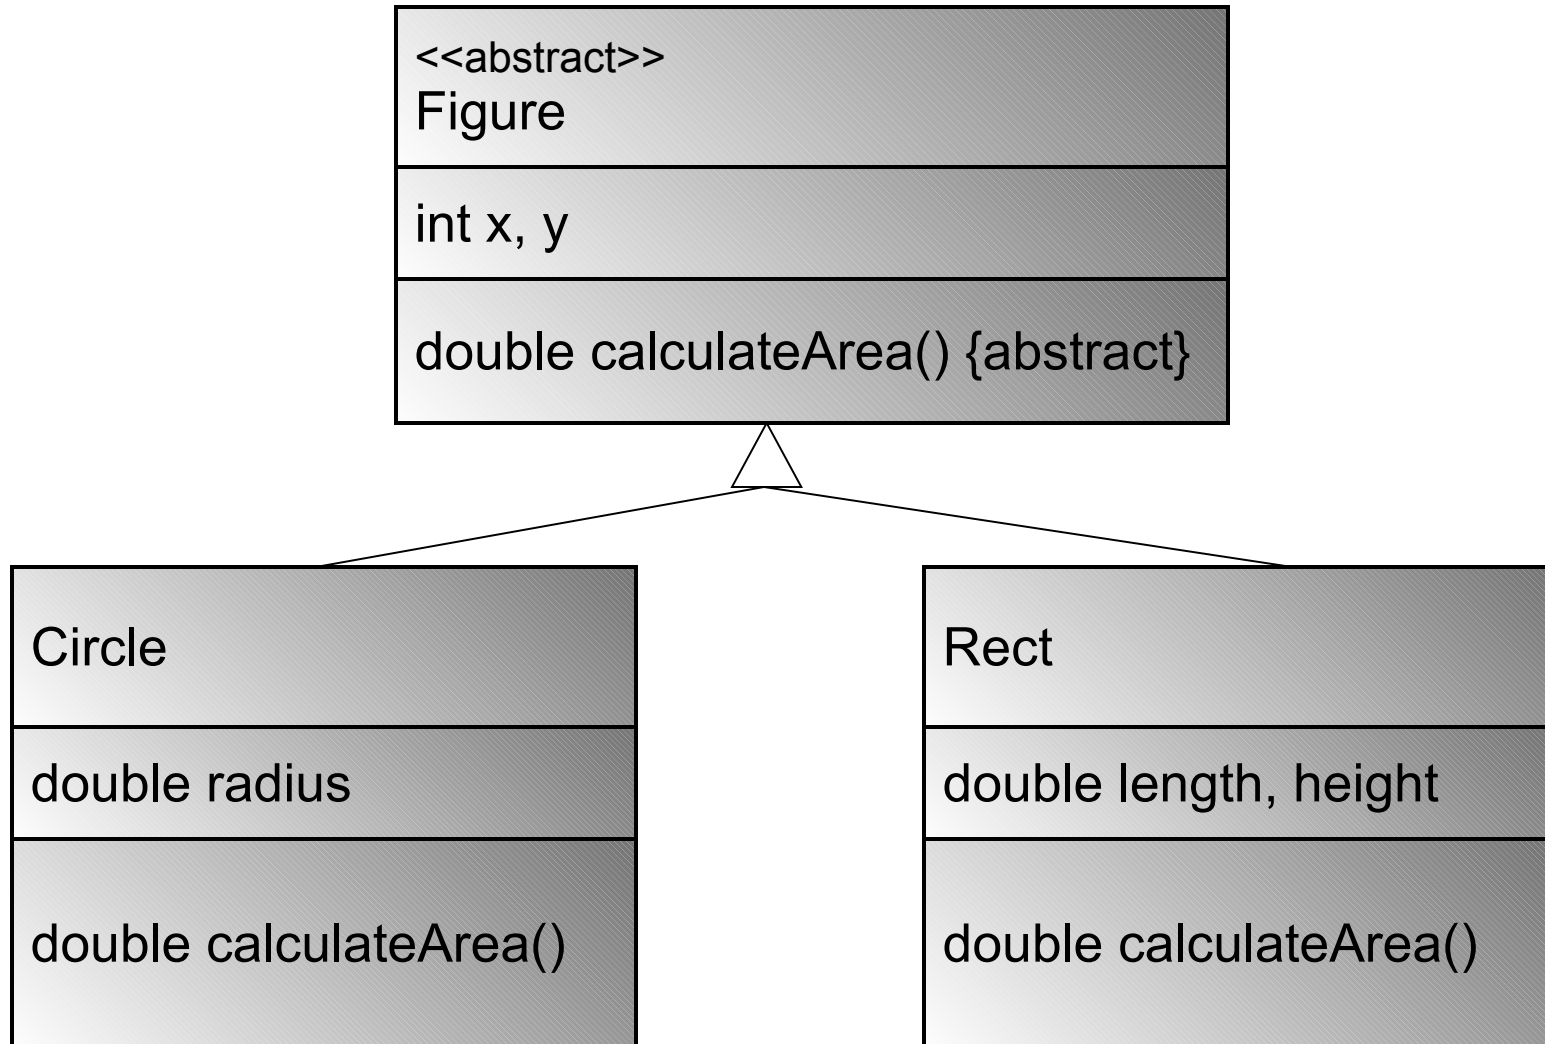 <<abstract>>
Figure
int x, y
double calculateArea() {abstract}
Circle
double radius
double calculateArea()
Rect
double length, height
double calculateArea()